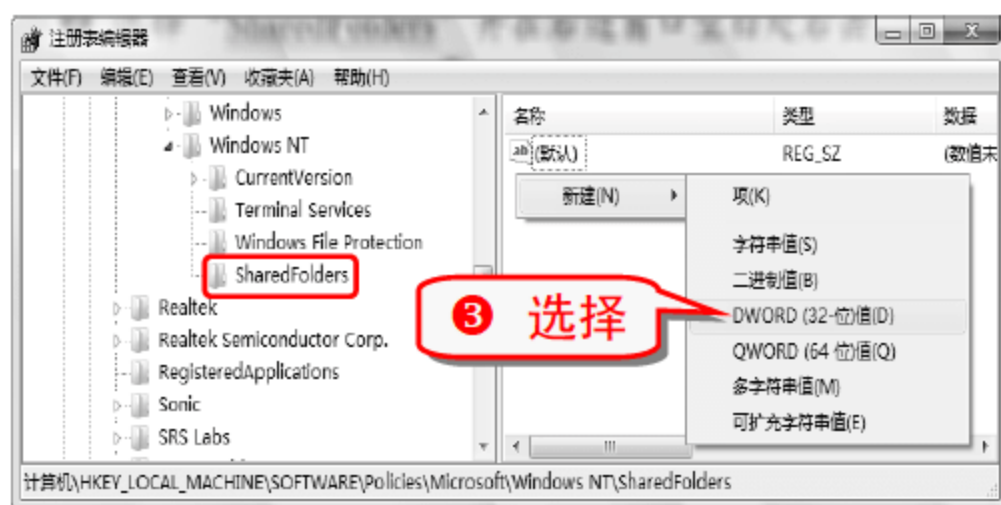 注册表编辑器
文件(F) 编辑(E) 查看(V) 收藏夹(A) 帮助(H)
Windows
Windows NT
CurrentVersion
Terminal Services
Windows File Protection
SharedFolders
Realtek
Realtek Semiconductor Corp.
RegisteredApplications
Sonic
SRS Labs
名称 类型 数据
ab (默认) REG_SZ (数值未
新建(N)
项(K)
字符串值(S)
二进制值(B)
DWORD (32-位)值(D)
QWORD (64 位)值(Q)
多字符串值(M)
可扩充字符串值(E)
❸ 选择
计算机\HKEY_LOCAL_MACHINE\SOFTWARE\Policies\Microsoft\Windows NT\SharedFolders